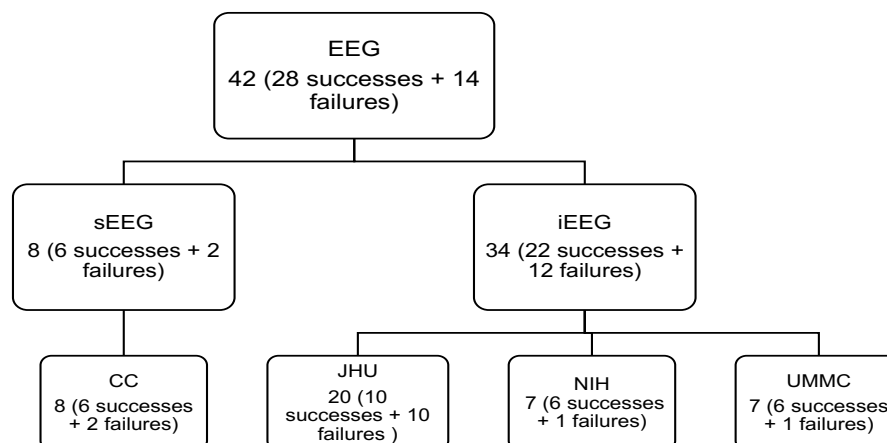 EEG
42 (28 successes + 14
failures)
sEEG
8 (6 successes + 2
failures)
iEEG
34 (22 successes +
12 failures)
CC
8 (6 successes
+ 2 failures)
JHU
20 (10
successes + 10
failures )
NIH
7 (6 successes
+ 1 failures)
UMMC
7 (6 successes
+ 1 failures)